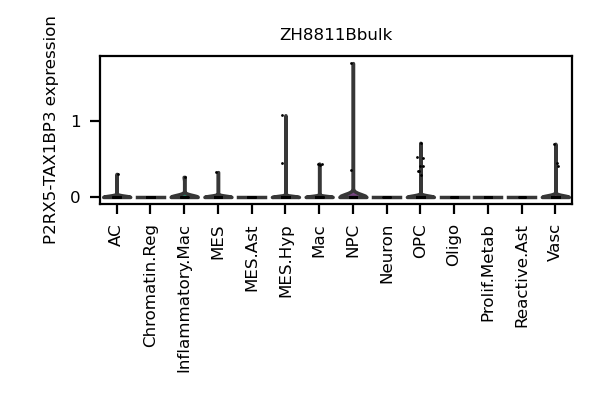 ZH8811Bbulk
P2RX5-TAX1BP3 expression
1
0
AC
Chromatin.Reg
Inflammatory.Mac
MES
MES.Ast
MES.Hyp
Mac
NPC
Neuron
OPC
Oligo
Prolif.Metab
Reactive.Ast
Vasc